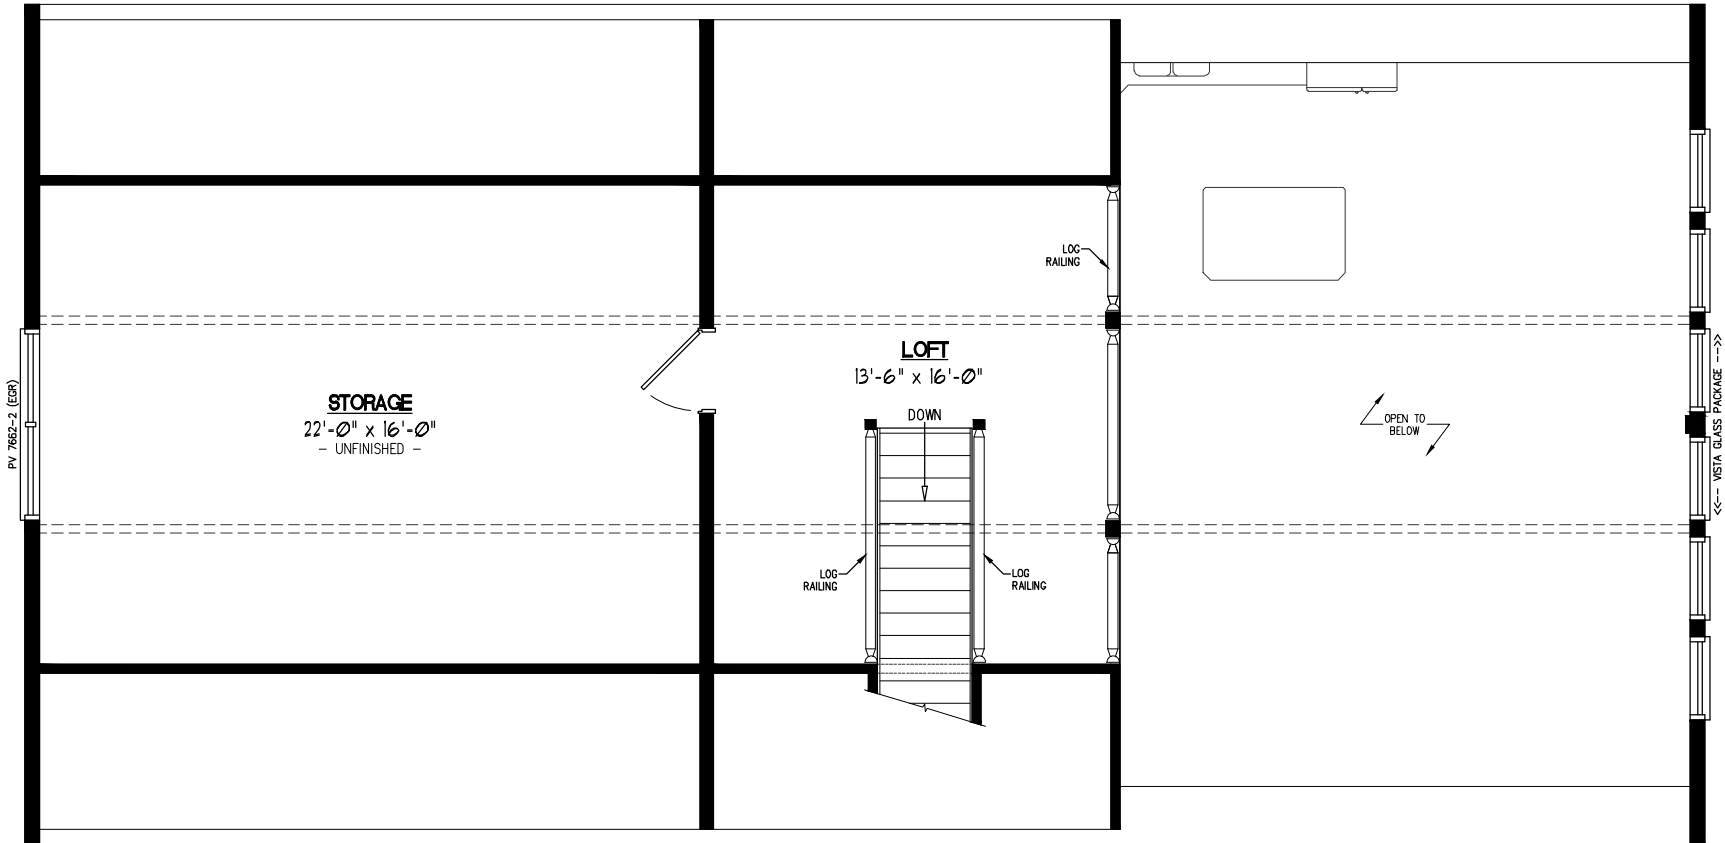 LOG
RAILING
LOFT
13'-6" x 16'-0"
STORAGE
22'-0" x 16'-0"
- UNFINISHED -
DOWN
OPEN TO
BELOW
LOG
RAILING
LOG
RAILING
PV 7662-2 (EGR)
<<-- VISTA GLASS PACKAGE -->>